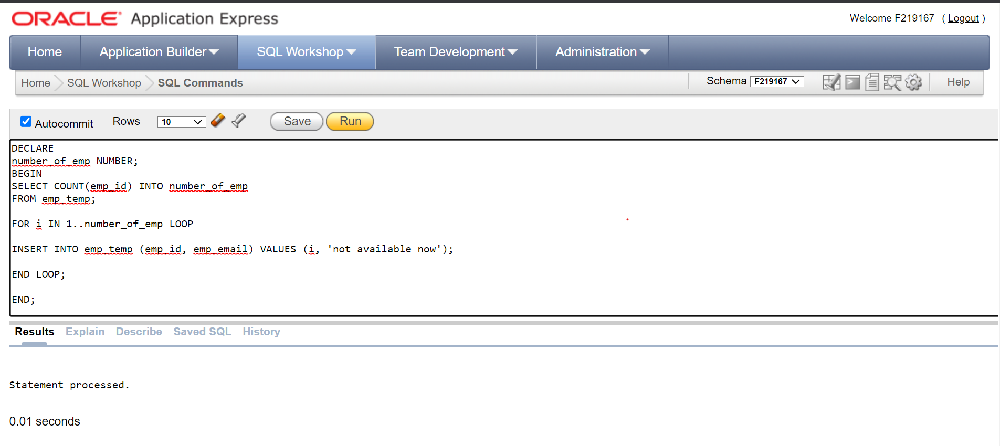 ORACLE® Application Express
Welcome F219167 ( Logout )
Home Application Builder SQL Workshop Team Development Administration
Home SQL Workshop SQL Commands Schema F219167 Help
Autocommit Rows 10 Save Run
DECLARE
number_of_emp NUMBER;
BEGIN
SELECT COUNT(emp_id) INTO number_of_emp
FROM emp_temp;
FOR i IN 1..number_of_emp LOOP
INSERT INTO emp_temp (emp_id, emp_email) VALUES (i, 'not available now');
END LOOP;
END;
Results Explain Describe Saved SQL History
Statement processed.
0.01 seconds